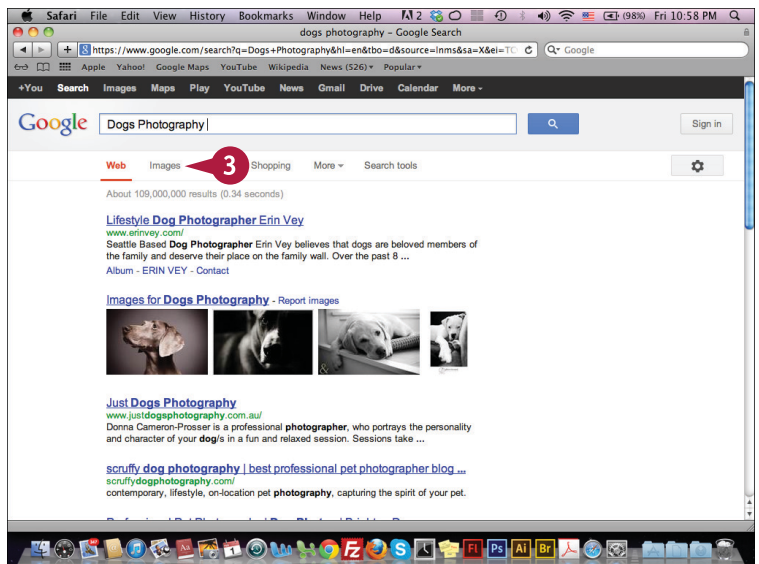 Safari File Edit View History Bookmarks Window Help 2 (98%) Fri 10:58 PM
dogs photography – Google Search
https://www.google.com/search?q=Dogs+Photography&hl=en&tbo=d&source=lnms&sa=X&ei=TC Google
Apple Yahoo! Google Maps YouTube Wikipedia News (526) Popular
+You Search Images Maps Play YouTube News Gmail Drive Calendar More
Google Dogs Photography Sign in
Web Images 3 Shopping More Search tools
About 109,000,000 results (0.34 seconds)
Lifestyle Dog Photographer Erin Vey
www.erinvey.com/
Seattle Based Dog Photographer Erin Vey believes that dogs are beloved members of
the family and deserve their place on the family wall. Over the past 8 ...
Album - ERIN VEY - Contact
Images for Dogs Photography - Report images
Just Dogs Photography
www.justdogsphotography.com.au/
Donna Cameron-Prosser is a professional photographer, who portrays the personality
and character of your dog/s in a fun and relaxed session. Sessions take ...
scruffy dog photography | best professional pet photographer blog ...
scruffydogphotography.com/
contemporary, lifestyle, on-location pet photography, capturing the spirit of your pet.
Fl Ps Ai Br